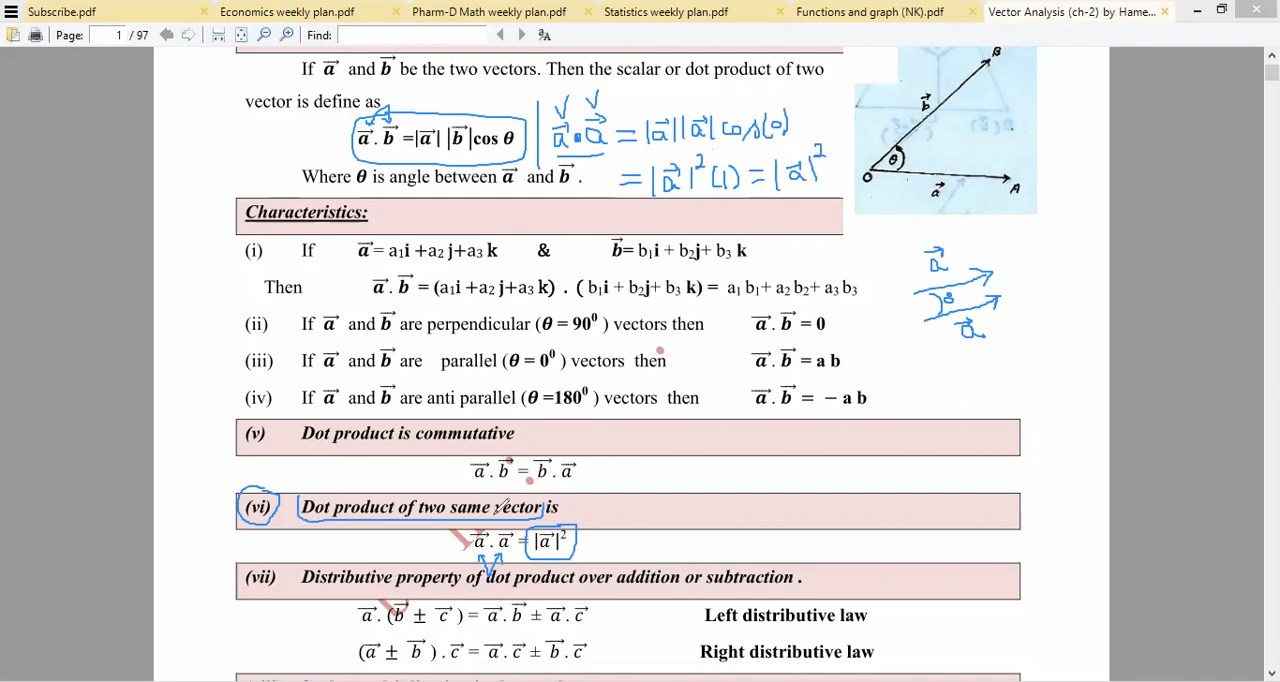 Subscribe.pdf Economics weekly plan.pdf Pharm-D Math weekly plan.pdf Statistics weekly plan.pdf Functions and graph (NK).pdf Vector Analysis (ch-2) by Hame...
Page: 1 / 97 Find:
If a⃗ and b⃗ be the two vectors. Then the scalar or dot product of two
vector is define as
a⃗ . b⃗ =|a⃗| |b⃗|cos θ
a⃗ . a⃗ = |a⃗||a⃗| cos(0)
= |a⃗|² (1) = |a⃗|²
Where θ is angle between a⃗ and b⃗ .
B
b⃗
θ
O
a⃗
A
Characteristics:
(i) If a⃗= a1i +a2 j+a3 k & b⃗= b1i + b2j+ b3 k
Then a⃗ . b⃗ = (a1i +a2 j+a3 k) . ( b1i + b2j+ b3 k) = a1 b1+ a2 b2+ a3 b3
a⃗
a⃗
(ii) If a⃗ and b⃗ are perpendicular (θ = 90⁰ ) vectors then a⃗ . b⃗ = 0
(iii) If a⃗ and b⃗ are parallel (θ = 0⁰ ) vectors then a⃗ . b⃗ = a b
(iv) If a⃗ and b⃗ are anti parallel (θ =180⁰ ) vectors then a⃗ . b⃗ = − a b
(v) Dot product is commutative
a⃗ . b⃗ = b⃗ . a⃗
(vi) Dot product of two same vector is
a⃗ . a⃗ = |a⃗|²
(vii) Distributive property of dot product over addition or subtraction .
a⃗ . (b⃗ ± c⃗ ) = a⃗ . b⃗ ± a⃗ . c⃗ Left distributive law
(a⃗ ± b⃗ ) . c⃗ = a⃗ . c⃗ ± b⃗ . c⃗ Right distributive law